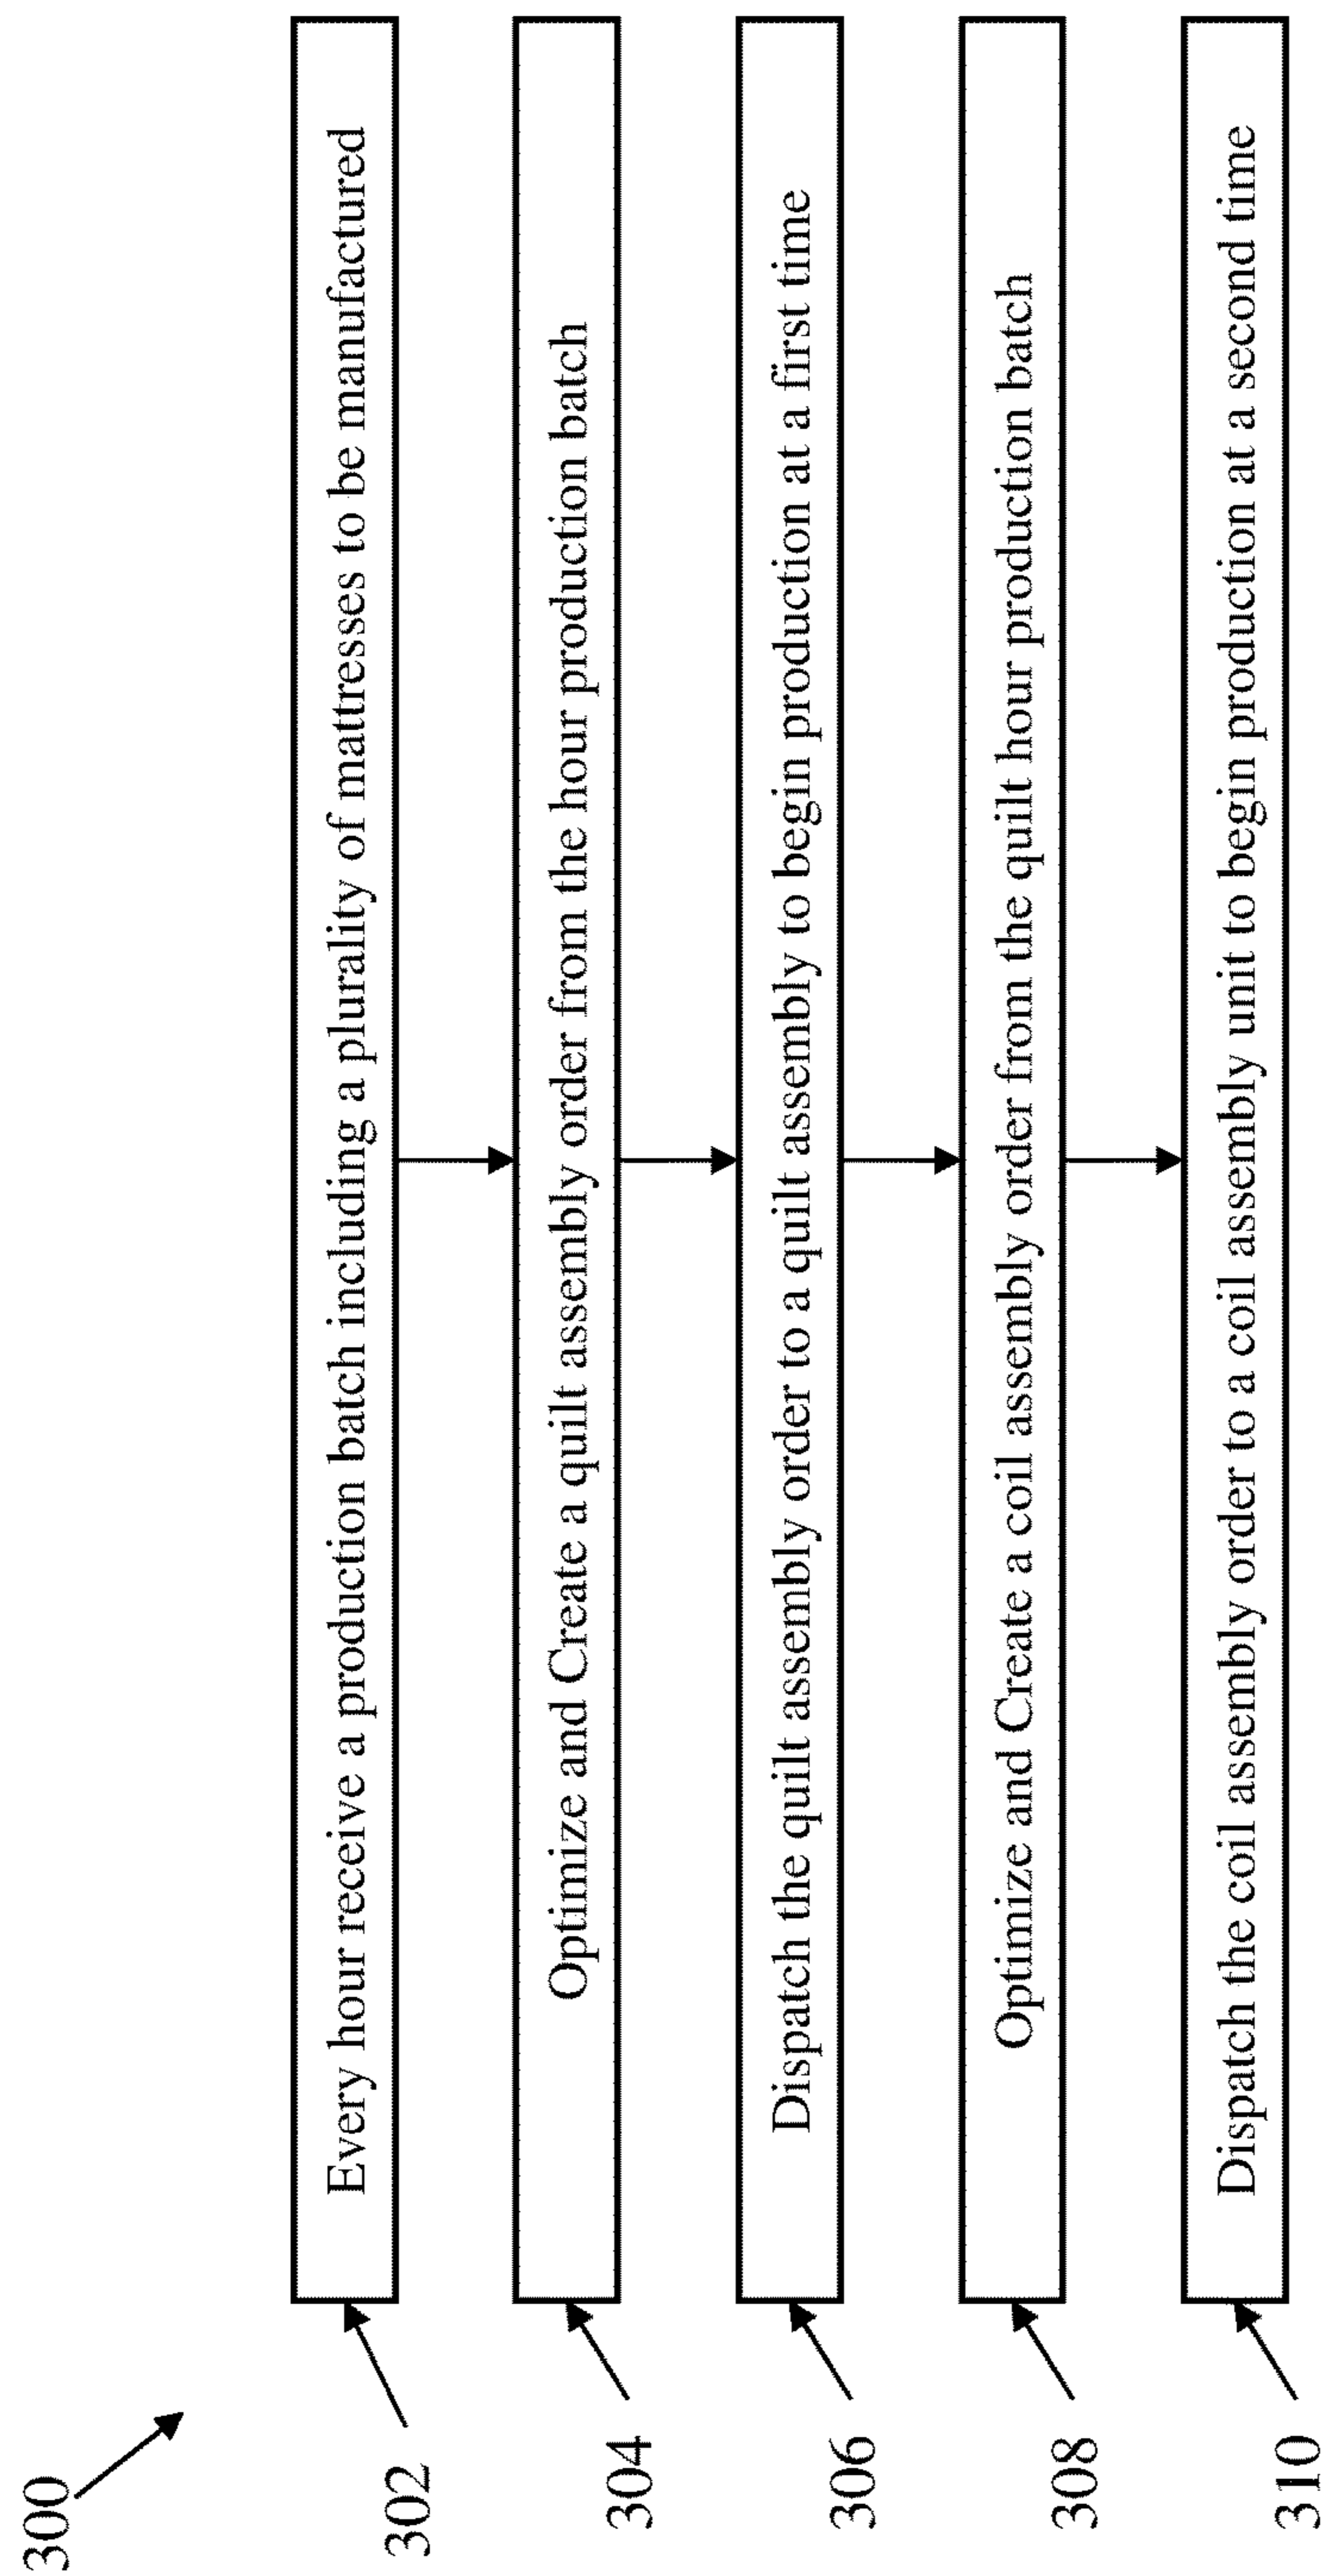 300
302
Every hour receive a production batch including a plurality of mattresses to be manufactured
304
Optimize and Create a quilt assembly order from the hour production batch
306
Dispatch the quilt assembly order to a quilt assembly to begin production at a first time
308
Optimize and Create a coil assembly order from the quilt hour production batch
310
Dispatch the coil assembly order to a coil assembly unit to begin production at a second time